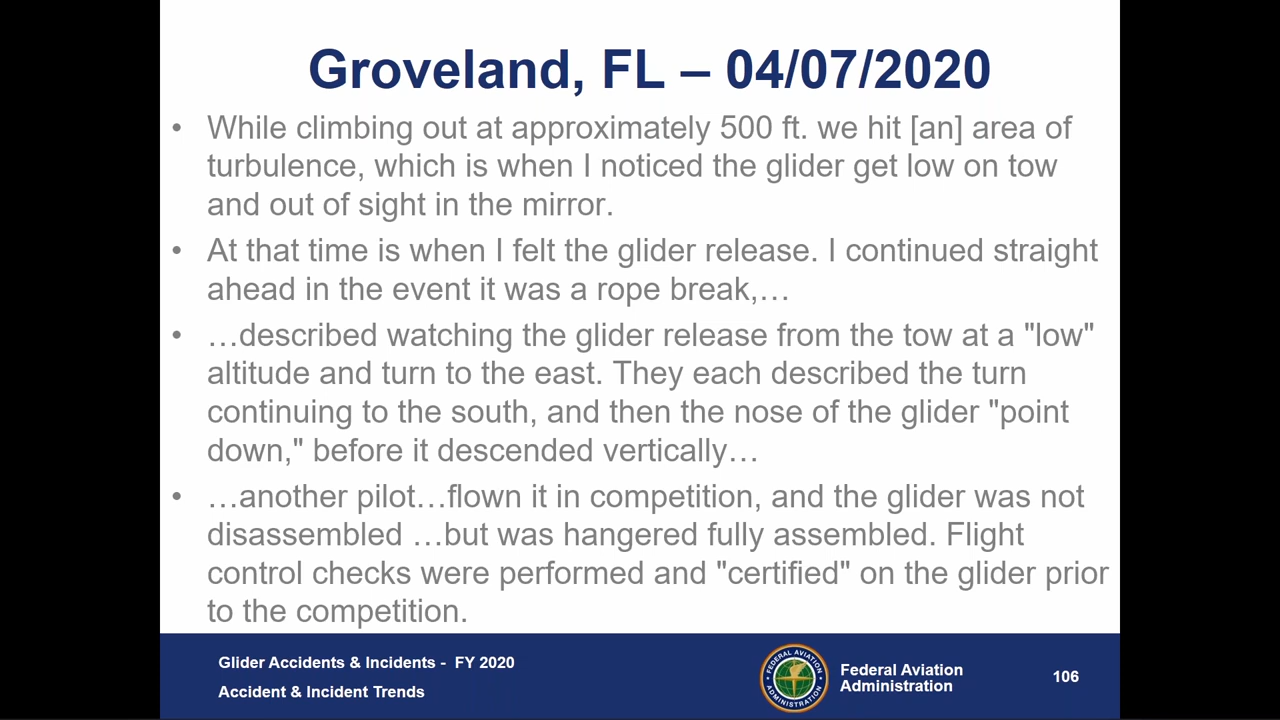 Groveland, FL – 04/07/2020
• While climbing out at approximately 500 ft. we hit [an] area of
turbulence, which is when I noticed the glider get low on tow
and out of sight in the mirror.
• At that time is when I felt the glider release. I continued straight
ahead in the event it was a rope break,…
• …described watching the glider release from the tow at a "low"
altitude and turn to the east. They each described the turn
continuing to the south, and then the nose of the glider "point
down," before it descended vertically…
• …another pilot…flown it in competition, and the glider was not
disassembled …but was hangered fully assembled. Flight
control checks were performed and "certified" on the glider prior
to the competition.
Glider Accidents & Incidents - FY 2020
Accident & Incident Trends
FEDERAL AVIATION
ADMINISTRATION
Federal Aviation
Administration
106